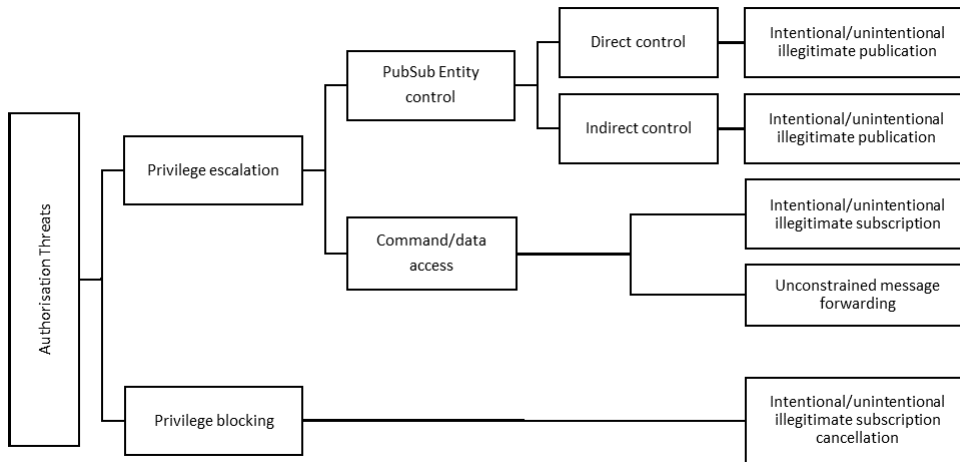 Authorisation Threats
Privilege escalation
PubSub Entity
control
Direct control
Intentional/unintentional
illegitimate publication
Indirect control
Intentional/unintentional
illegitimate publication
Command/data
access
Intentional/unintentional
illegitimate subscription
Unconstrained message
forwarding
Privilege blocking
Intentional/unintentional
illegitimate subscription
cancellation